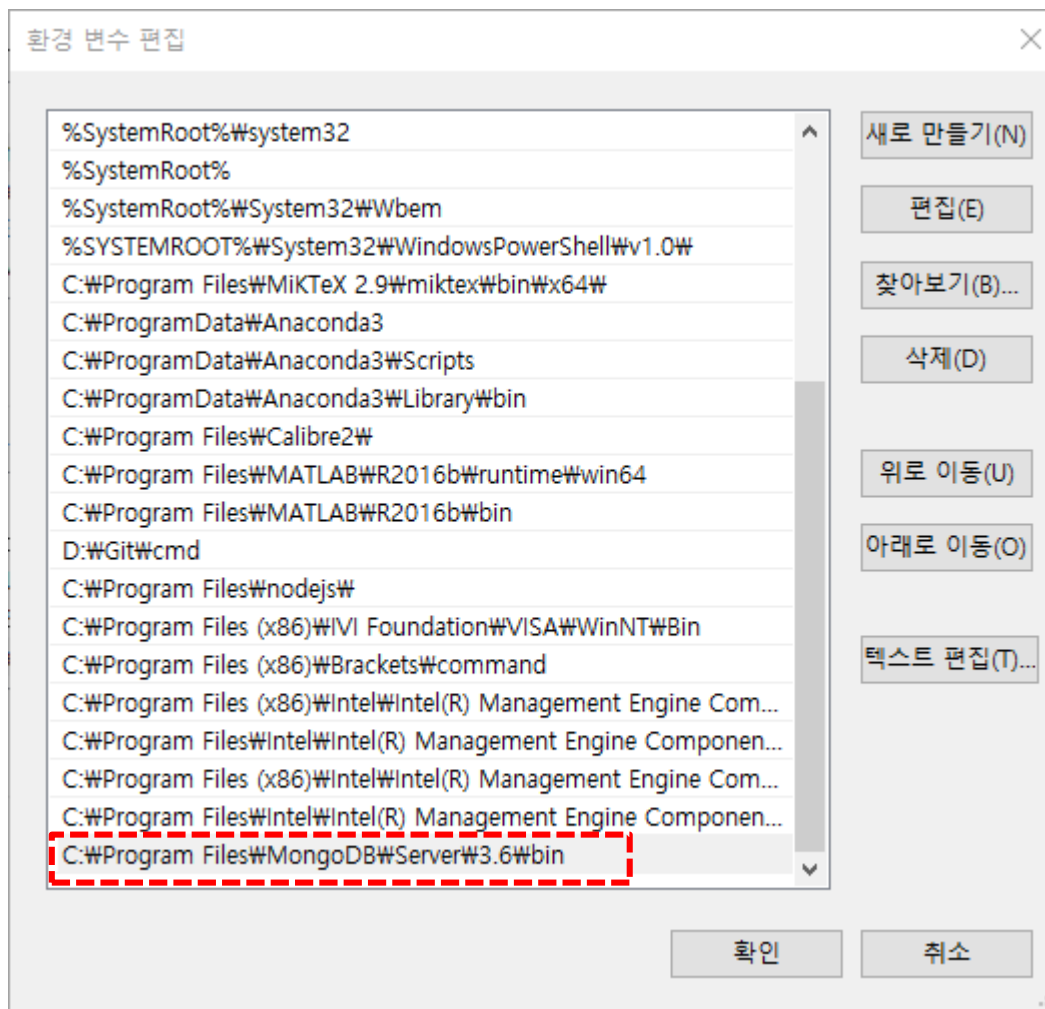 환경 변수 편집
%SystemRoot%₩system32
%SystemRoot%
%SystemRoot%₩System32₩Wbem
%SYSTEMROOT%₩System32₩WindowsPowerShell₩v1.0₩
C:₩Program Files₩MiKTeX 2.9₩miktex₩bin₩x64₩
C:₩ProgramData₩Anaconda3
C:₩ProgramData₩Anaconda3₩Scripts
C:₩ProgramData₩Anaconda3₩Library₩bin
C:₩Program Files₩Calibre2₩
C:₩Program Files₩MATLAB₩R2016b₩runtime₩win64
C:₩Program Files₩MATLAB₩R2016b₩bin
D:₩Git₩cmd
C:₩Program Files₩nodejs₩
C:₩Program Files (x86)₩IVI Foundation₩VISA₩WinNT₩Bin
C:₩Program Files (x86)₩Brackets₩command
C:₩Program Files (x86)₩Intel₩Intel(R) Management Engine Com...
C:₩Program Files₩Intel₩Intel(R) Management Engine Componen...
C:₩Program Files (x86)₩Intel₩Intel(R) Management Engine Com...
C:₩Program Files₩Intel₩Intel(R) Management Engine Componen...
C:₩Program Files₩MongoDB₩Server₩3.6₩bin
새로 만들기(N)
편집(E)
찾아보기(B)...
삭제(D)
위로 이동(U)
아래로 이동(O)
텍스트 편집(T)...
확인
취소